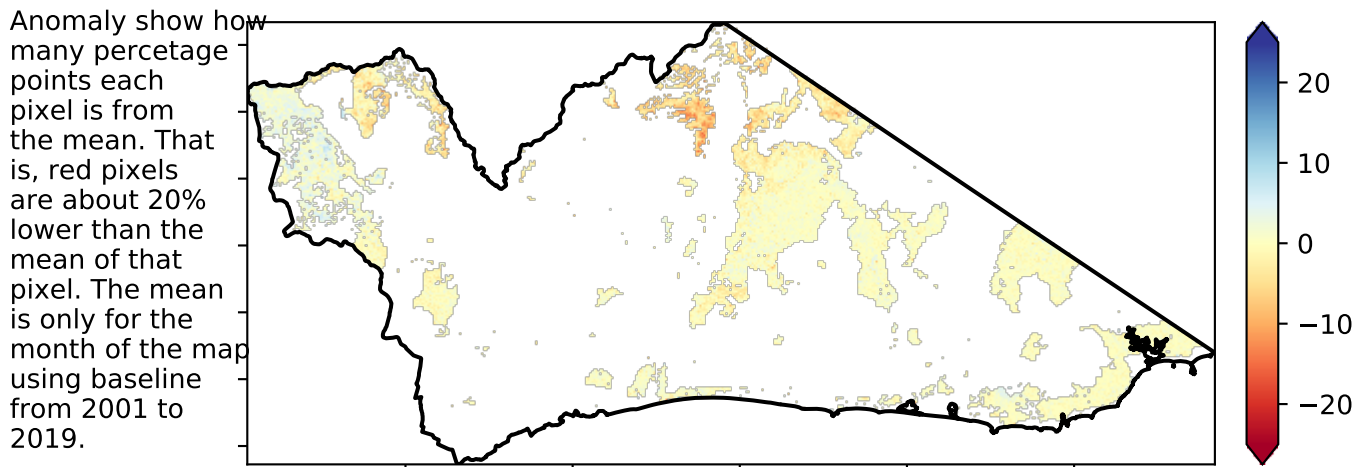 Anomaly show how
many percetage
points each
pixel is from
the mean. That
is, red pixels
are about 20%
lower than the
mean of that
pixel. The mean
is only for the
month of the map
using baseline
from 2001 to
2019.
20
10
0
−10
−20